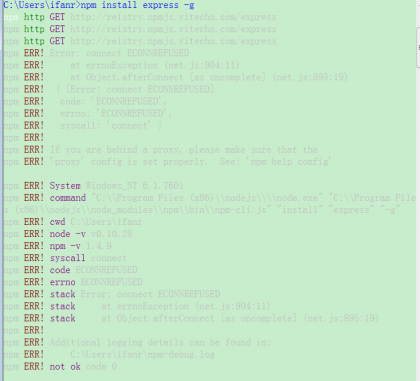 C:\Users\ifanr>npm install express -g
npm http GET http://reistry.npmjs.vitecho.com/express
npm http GET http://reistry.npmjs.vitecho.com/express
npm http GET http://reistry.npmjs.vitecho.com/express
npm ERR! Error: connect ECONNREFUSED
npm ERR!     at errnoException (net.js:904:11)
npm ERR!     at Object.afterConnect [as oncomplete] (net.js:895:19)
npm ERR!  { [Error: connect ECONNREFUSED]
npm ERR!   code: 'ECONNREFUSED',
npm ERR!   errno: 'ECONNREFUSED',
npm ERR!   syscall: 'connect' }
npm ERR!
npm ERR! If you are behind a proxy, please make sure that the
npm ERR! 'proxy' config is set properly.  See: 'npm help config'
npm ERR! System Windows_NT 6.1.7601
npm ERR! command "C:\\Program Files (x86)\\nodejs\\\\node.exe" "C:\\Program File
s (x86)\\nodejs\\node_modules\\npm\\bin\\npm-cli.js" "install" "express" "-g"
npm ERR! cwd C:\Users\ifanr
npm ERR! node -v v0.10.28
npm ERR! npm -v 1.4.9
npm ERR! syscall connect
npm ERR! code ECONNREFUSED
npm ERR! errno ECONNREFUSED
npm ERR! stack Error: connect ECONNREFUSED
npm ERR! stack     at errnoException (net.js:904:11)
npm ERR! stack     at Object.afterConnect [as oncomplete] (net.js:895:19)
npm ERR!
npm ERR! Additional logging details can be found in:
npm ERR!     C:\Users\ifanr\npm-debug.log
npm ERR! not ok code 0